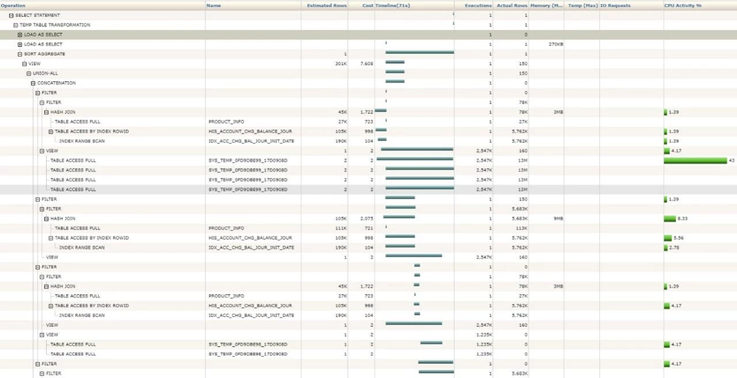 Operation Name Estimated Rows Cost Timeline(71s) Executions Actual Rows Memory (M... Temp (Max) IO Requests CPU Activity %
SELECT STATEMENT 1 1
TEMP TABLE TRANSFORMATION 1 1
LOAD AS SELECT 1 0
LOAD AS SELECT 1 1 270KB
SORT AGGREGATE 1 1 1
VIEW 201K 7,608 1 150
UNION-ALL 1 150
CONCATENATION 1 0
FILTER 1 0
FILTER 1 78K
HASH JOIN 45K 1,722 1 78K 3MB 1.39
TABLE ACCESS FULL PRODUCT_INFO 27K 723 1 27K
TABLE ACCESS BY INDEX ROWID HIS_ACCOUNT_CHG_BALANCE_JOUR 105K 998 1 5,762K 1.39
INDEX RANGE SCAN IDX_ACC_CHG_BAL_JOUR_INIT_DATE 190K 104 1 5,762K 1.39
VIEW 1 2 2,547K 160 4.17
TABLE ACCESS FULL 2 2 2,547K 13M 43
TABLE ACCESS FULL 2 2 2,547K 13M
TABLE ACCESS FULL 2 2 2,547K 13M
TABLE ACCESS FULL 2 2 2,547K 13M
FILTER 1 150 1.39
FILTER 1 5,683K
HASH JOIN 105K 2,075 1 5,683K 9MB 8.33
TABLE ACCESS FULL PRODUCT_INFO 111K 721 1 113K
TABLE ACCESS BY INDEX ROWID HIS_ACCOUNT_CHG_BALANCE_JOUR 105K 998 1 5,762K 5.56
INDEX RANGE SCAN IDX_ACC_CHG_BAL_JOUR_INIT_DATE 190K 104 1 5,762K 2.78
VIEW 1 2 2,547K 160
FILTER 1 0
FILTER 1 78K
HASH JOIN 45K 1,722 1 78K 3MB 1.39
TABLE ACCESS FULL PRODUCT_INFO 27K 723 1 27K
TABLE ACCESS BY INDEX ROWID HIS_ACCOUNT_CHG_BALANCE_JOUR 105K 998 1 5,762K 4.17
INDEX RANGE SCAN IDX_ACC_CHG_BAL_JOUR_INIT_DATE 190K 104 1 5,762K
VIEW 1 2 2,547K 160
VIEW 1 2 1,235K 0
TABLE ACCESS FULL 1 2 1,235K 0 4.17
TABLE ACCESS FULL 1 2 1,235K 0
FILTER 1 0 4.17
FILTER 1 5,683K